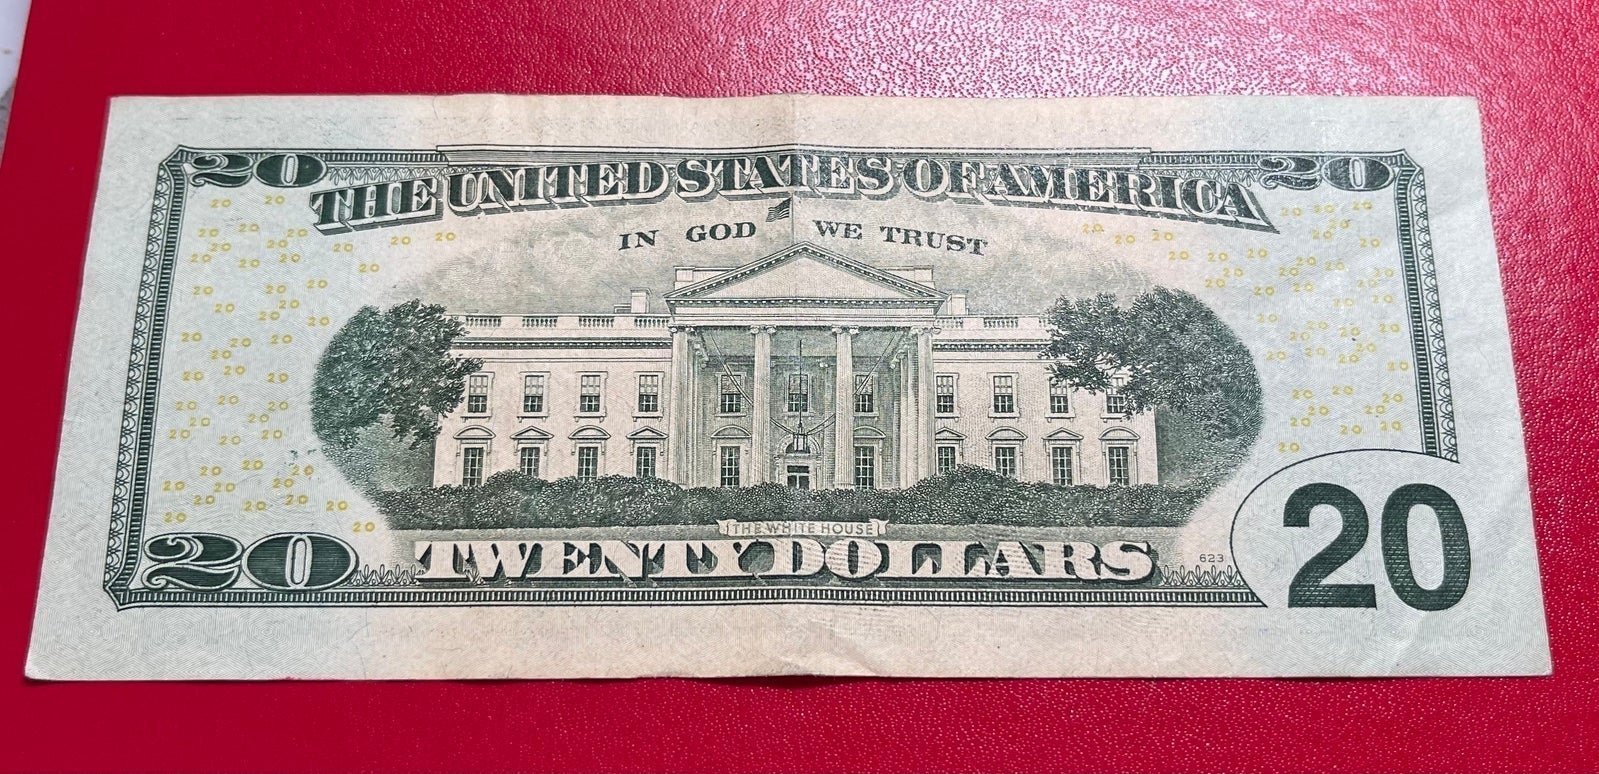 20 THE UNITED STATES OF AMERICA 20
IN GOD WE TRUST
THE WHITE HOUSE
20 TWENTY DOLLARS 623 20